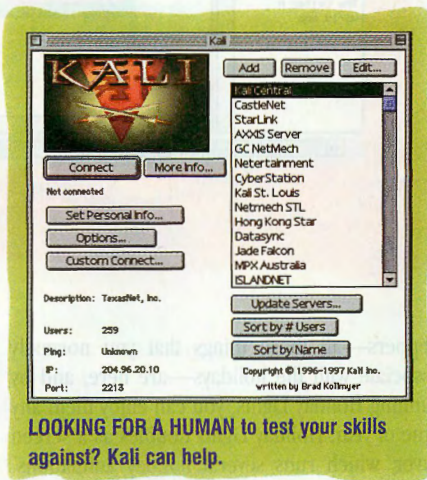 Kali
KALI
Add Remove Edit...
Kali Central
CastleNet
StarLink
AXXIS Server
GC NetMech
Netertainment
CyberStation
Kali St. Louis
Netmech STL
Hong Kong Star
Datasync
Jade Falcon
MPX Australia
ISLANDNET
Connect More Info...
Not connected
Set Personal Info...
Options...
Custom Connect...
Description: TexasNet, Inc.
Users: 259
Ping: Unknown
IP: 204.96.20.10
Port: 2213
Update Servers...
Sort by # Users
Sort by Name
Copyright © 1996-1997 Kali Inc.
written by Brad Kollmyer
LOOKING FOR A HUMAN to test your skills
against? Kali can help.